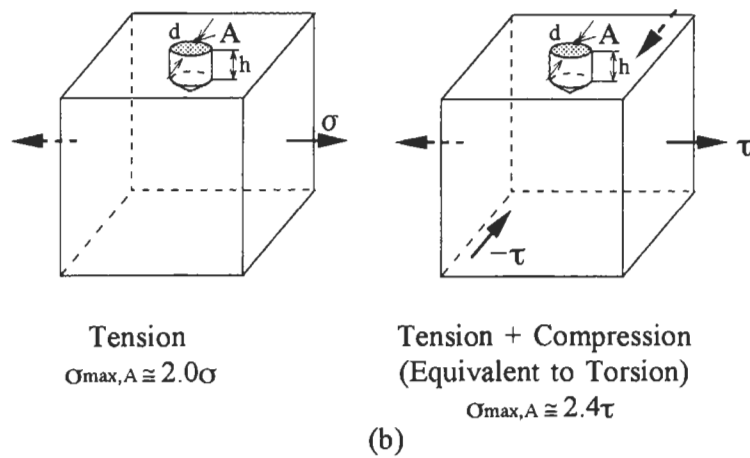 d A
h
d A
h
σ
τ
−τ
Tension
σmax,A ≅ 2.0σ
Tension + Compression
(Equivalent to Torsion)
σmax,A ≅ 2.4τ
(b)